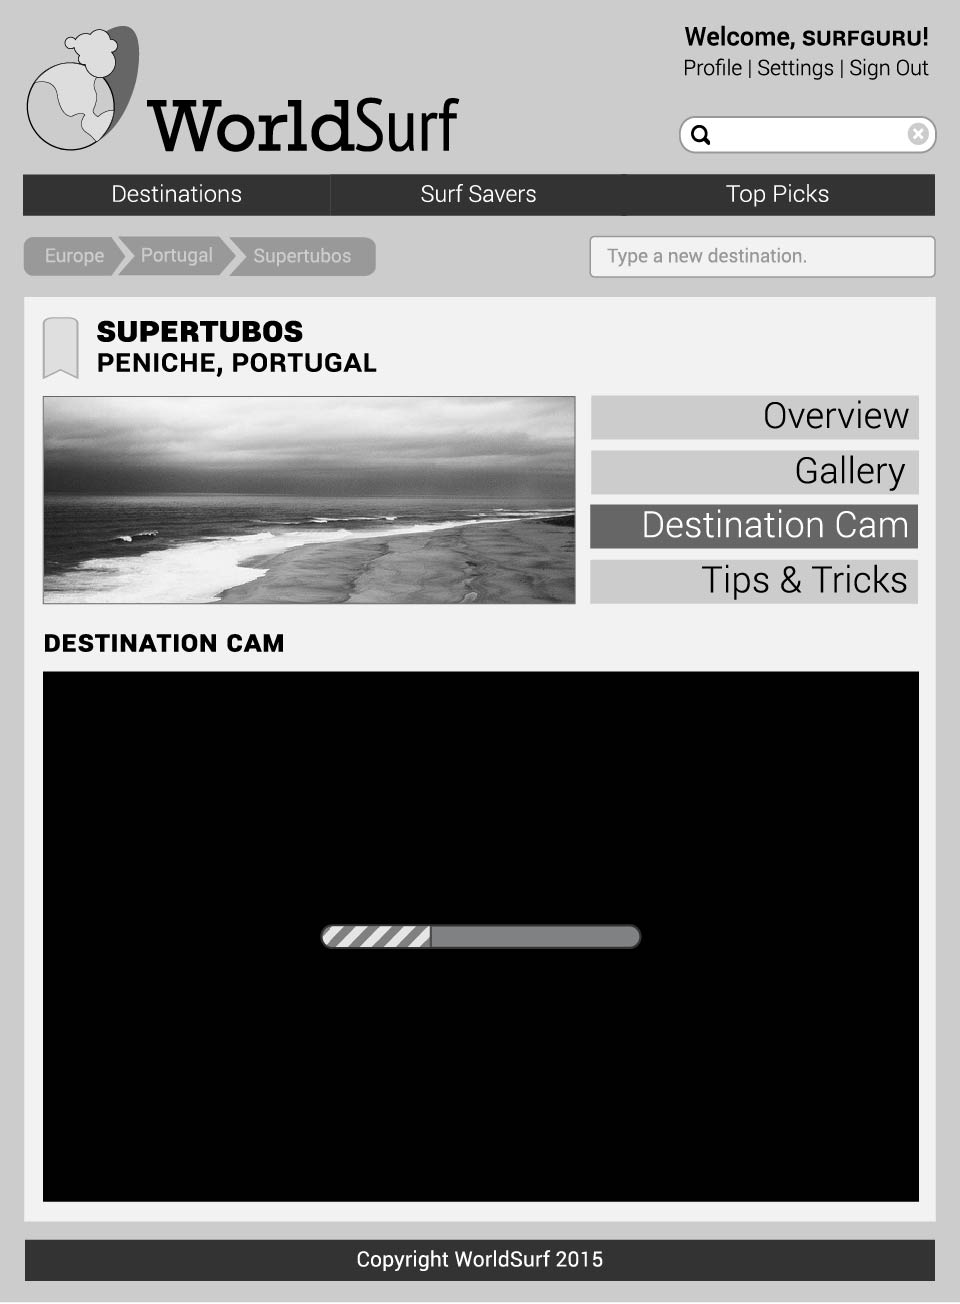 Welcome, SURFGURU!
Profile | Settings | Sign Out
WorldSurf
Destinations
Surf Savers
Top Picks
Europe
Portugal
Supertubos
Type a new destination.
SUPERTUBOS
PENICHE, PORTUGAL
Overview
Gallery
Destination Cam
Tips & Tricks
DESTINATION CAM
Copyright WorldSurf 2015